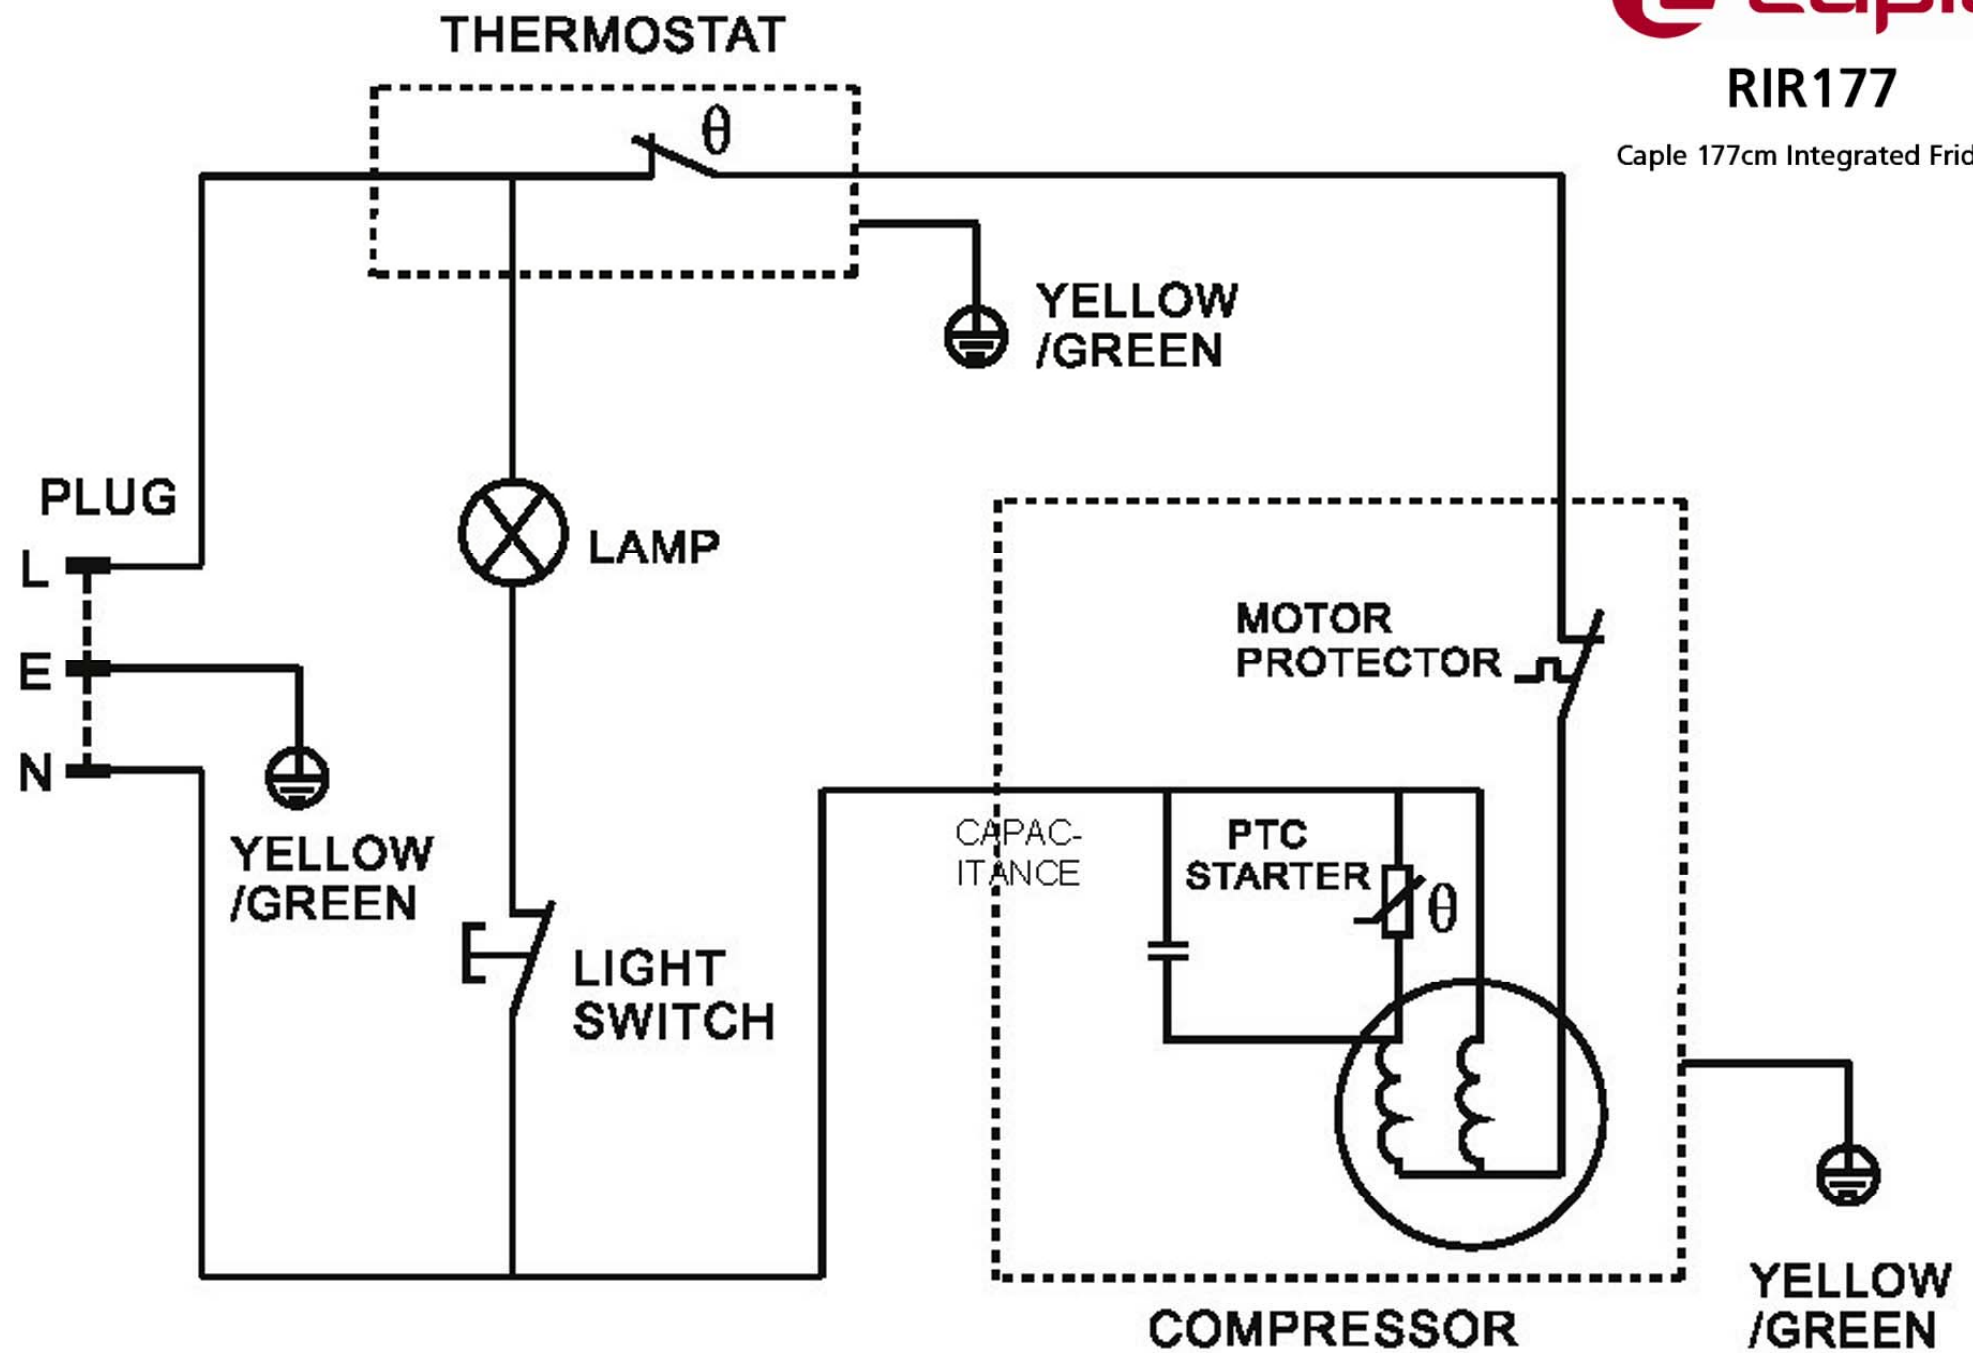 THERMOSTAT
RIR177
Caple 177cm Integrated
θ
YELLOW
/GREEN
PLUG
L
LAMP
MOTOR
PROTECTOR
E
N
YELLOW
/GREEN
CAPAC-
ITANCE
PTC
STARTER
θ
LIGHT
SWITCH
COMPRESSOR
YELLOW
/GREEN